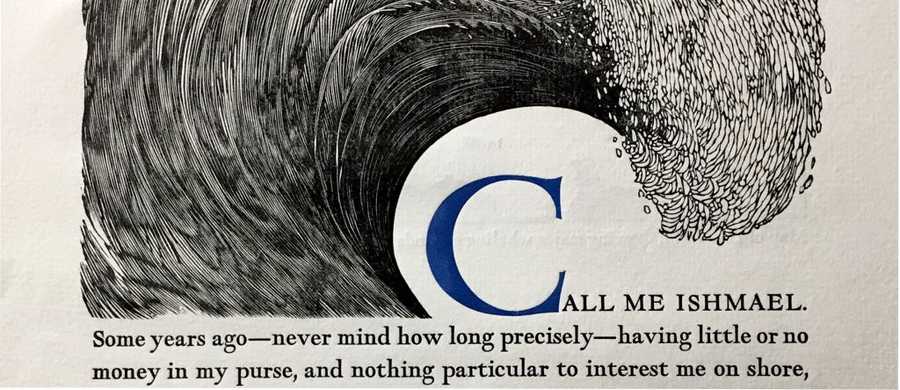 CALL ME ISHMAEL.
Some years ago—never mind how long precisely—having little or no
money in my purse, and nothing particular to interest me on shore,